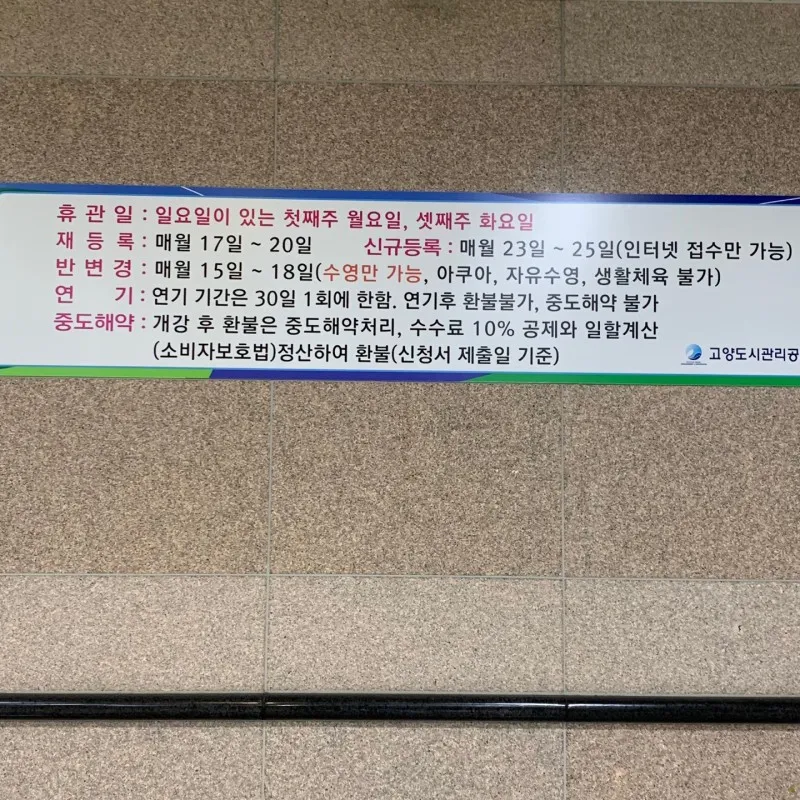 휴 관 일 : 일요일이 있는 첫째주 월요일, 셋째주 화요일
재 등 록 : 매월 17일 ~ 20일 신규등록 : 매월 23일 ~ 25일(인터넷 접수만 가능)
반 변 경 : 매월 15일 ~ 18일(수영만 가능, 아쿠아, 자유수영, 생활체육 불가)
연 기 : 연기 기간은 30일 1회에 한함. 연기후 환불불가, 중도해약 불가
중도해약 : 개강 후 환불은 중도해약처리, 수수료 10% 공제와 일할계산
(소비자보호법)정산하여 환불(신청서 제출일 기준)
고양도시관리공